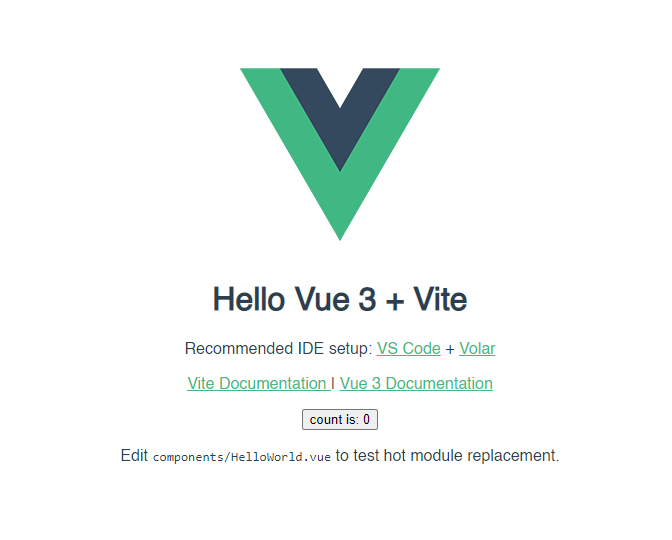 Hello Vue 3 + Vite
Recommended IDE setup: VS Code + Volar
Vite Documentation | Vue 3 Documentation
count is: 0
Edit components/HelloWorld.vue to test hot module replacement.